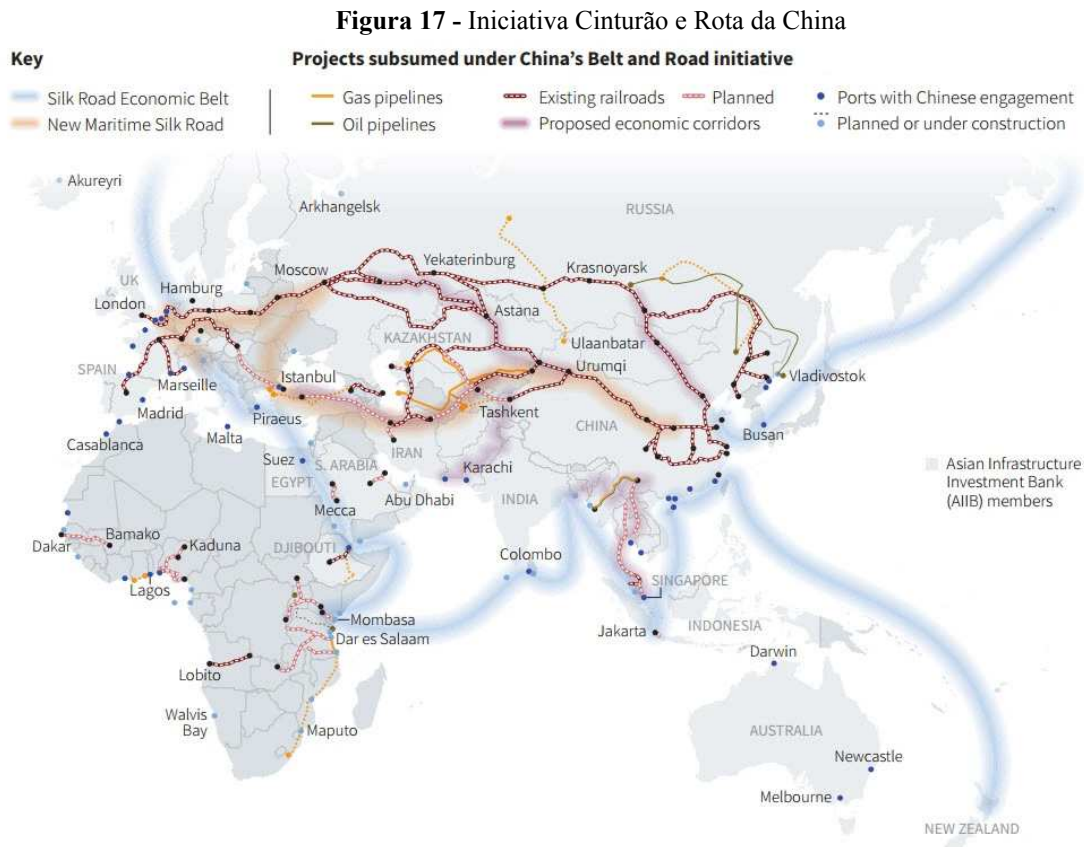 Figura 17 - Iniciativa Cinturão e Rota da China
Key
Projects subsumed under China's Belt and Road initiative
Silk Road Economic Belt
New Maritime Silk Road
Gas pipelines
Oil pipelines
Existing railroads
Planned
Proposed economic corridors
Ports with Chinese engagement
Planned or under construction
Akureyri
Arkhangelsk
RUSSIA
Yekaterinburg
Krasnoyarsk
Moscow
UK
Hamburg
London
Astana
KAZAKHSTAN
Ulaanbatar
Urumqi
SPAIN
Istanbul
Vladivostok
Marseille
Madrid
Piraeus
Tashkent
CHINA
Busan
Casablanca
Malta
IRAN
Suez
S. ARABIA
Karachi
EGYPT
Abu Dhabi
INDIA
Mecca
Asian Infrastructure
Investment Bank
(AIIB) members
Dakar
Bamako
Kaduna
DJIBOUTI
Colombo
Lagos
SINGAPORE
Mombasa
Dar es Salaam
Jakarta
INDONESIA
Darwin
Lobito
Walvis
Bay
Maputo
AUSTRALIA
Newcastle
Melbourne
NEW ZEALAND